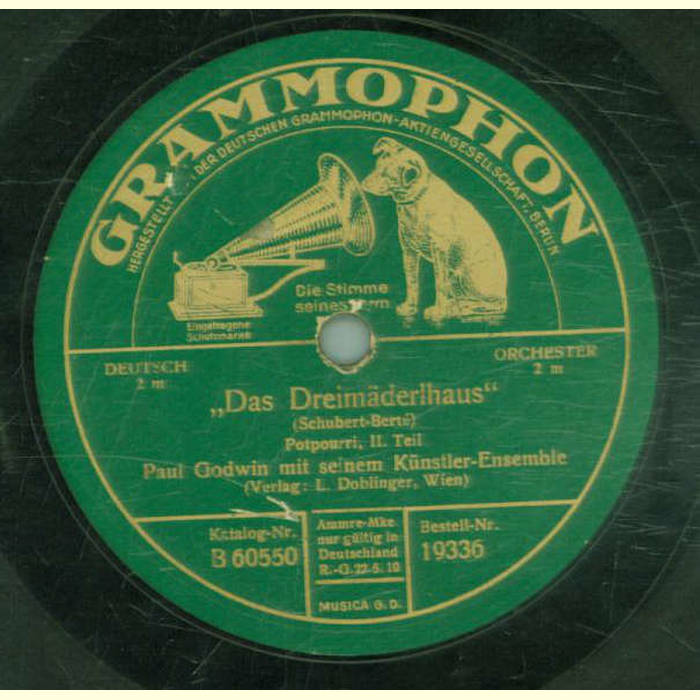 GRAMMOPHON
HERGESTELLT DER DEUTSCHEN GRAMMOPHON-AKTIENGESELLSCHAFT, BERLIN
Die Stimme
seines
Eingetragene
Schutzmarke
DEUTSCH
2 m
ORCHESTER
2 m
„Das Dreimäderlhaus“
(Schubert-Berté)
Potpourri, II. Teil
Paul Godwin mit seinem Künstler-Ensemble
(Verlag: L. Doblinger, Wien)
Katalog-Nr.
B 60550
Ammre-Mke.
nur gültig in
Deutschland
R.-G. 22-5. 10
MUSICA G. D.
Bestell-Nr.
19336